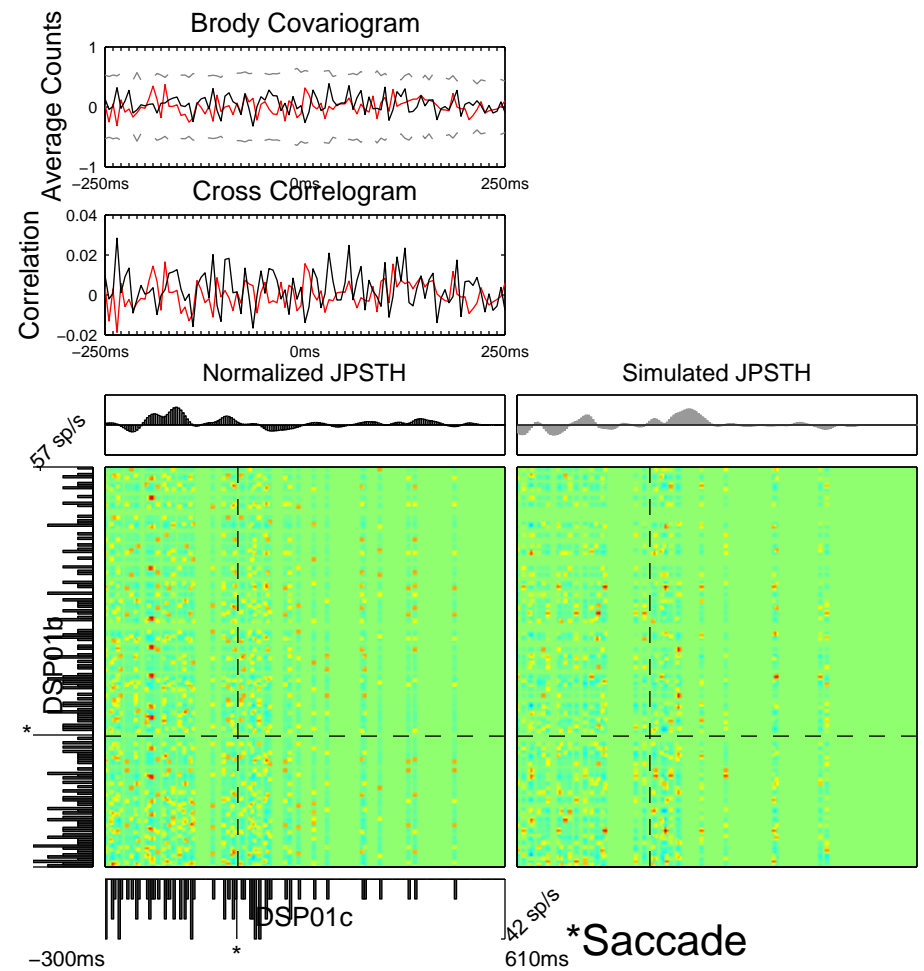 Brody Covariogram
Average Counts
1
0
−1
−250ms
0ms
250ms
Cross Correlogram
Correlation
0.04
0.02
0
−0.02
−250ms
0ms
250ms
Normalized JPSTH
Simulated JPSTH
57 sp/s
DSP01b
*
DSP01c
*
42 sp/s
*Saccade
−300ms
610ms